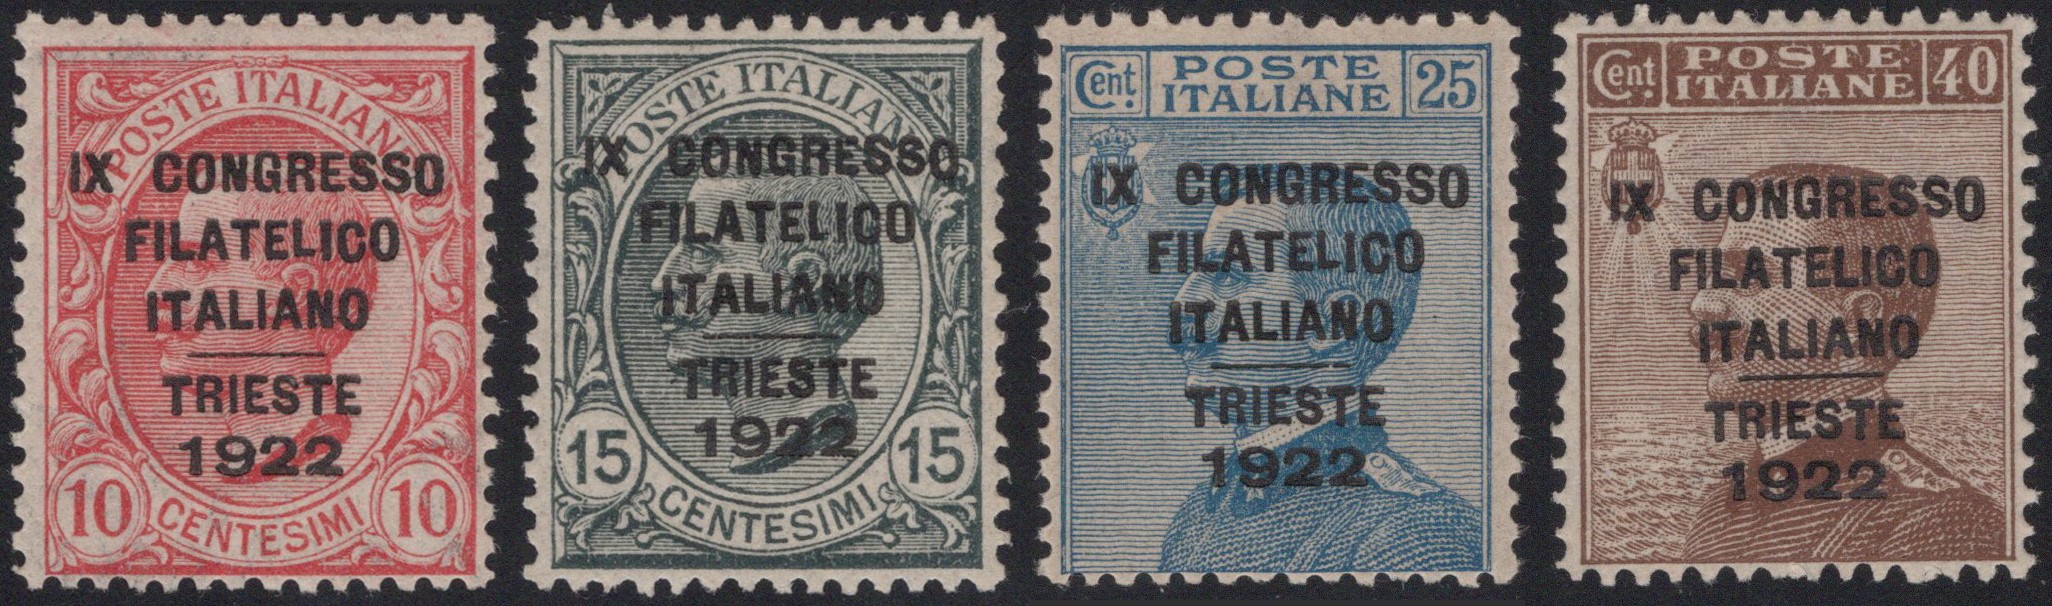 POSTE ITALIANE
IX CONGRESSO
FILATELICO
ITALIANO
TRIESTE
1922
10 CENTESIMI 10
POSTE ITALIANE
IX CONGRESSO
FILATELICO
ITALIANO
TRIESTE
1922
15 CENTESIMI 15
Cent. POSTE ITALIANE 25
IX CONGRESSO
FILATELICO
ITALIANO
TRIESTE
1922
Cent. POSTE ITALIANE 40
IX CONGRESSO
FILATELICO
ITALIANO
TRIESTE
1922